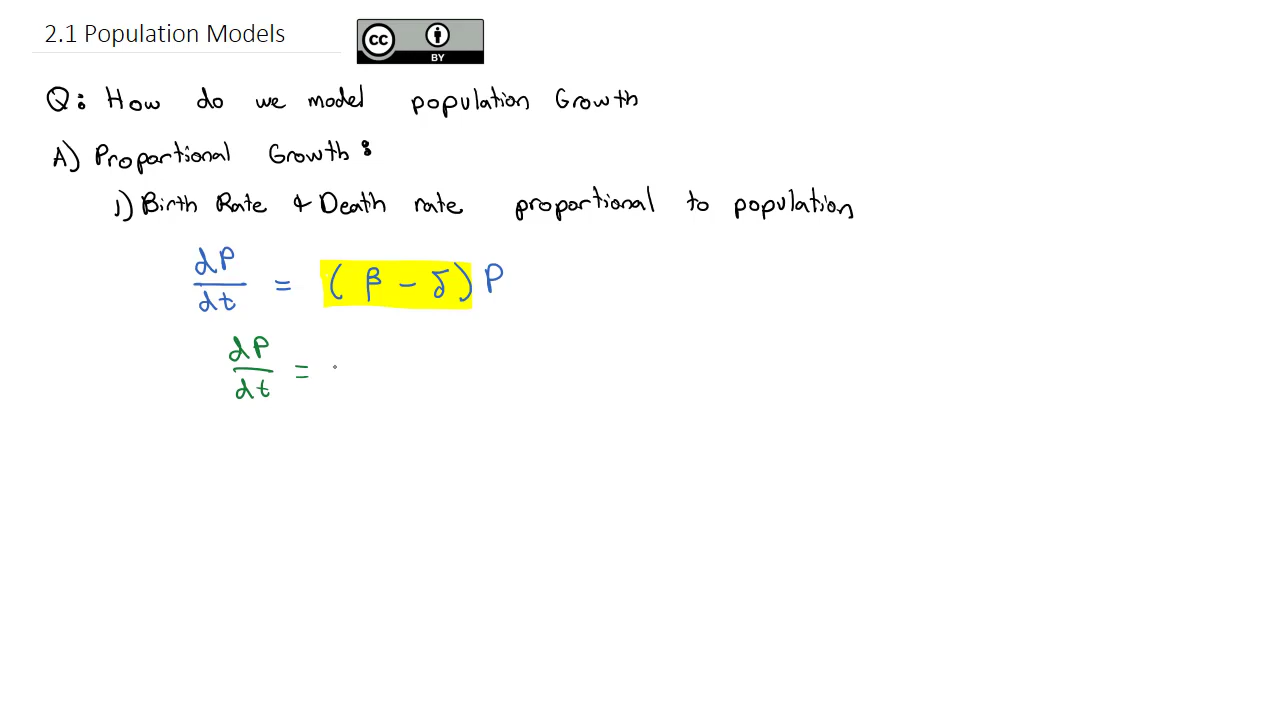 2.1 Population Models
CC BY
Q: How do we model population Growth
A) Proportional Growth:
1) Birth Rate & Death rate proportional to population
dP/dt = (β - δ) P
dP/dt =